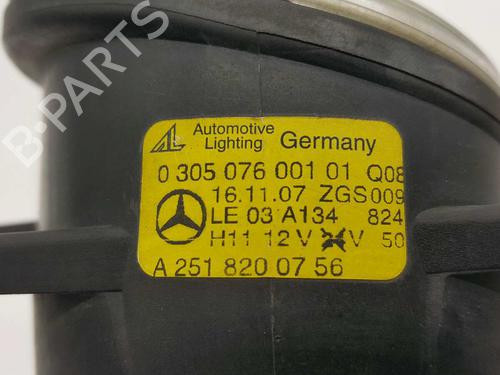 Automotive
Lighting Germany
0 305 076 001 01 Q08
16.11.07 ZGS009
LE 03 A134 824
H11 12 V V 50
A 251 820 07 56
B-PARTS